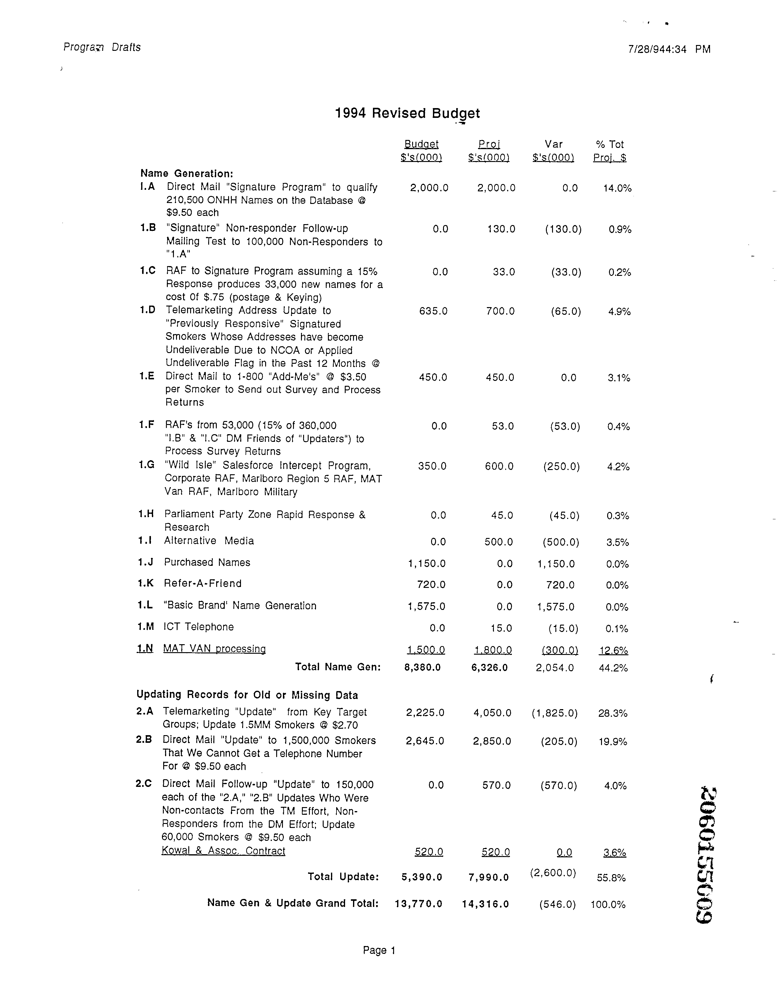 Program Drafts 7/28/944:34 PM
1994 Revised Budget
Budget Proj Var % Tot
$'s(000) $'s(000) $'s(000) Proj. $
Name Generation:
I.A Direct Mail "Signature Program" to qualify 2,000.0 2,000.0 0.0 14.0%
210,500 ONHH Names on the Database @
$9.50 each
1.B "Signature" Non-responder Follow-up 0.0 130.0 (130.0) 0.9%
Mailing Test to 100,000 Non-Responders to
"1.A"
1.C RAF to Signature Program assuming a 15% 0.0 33.0 (33.0) 0.2%
Response produces 33,000 new names for a
cost 0f $.75 (postage & Keying)
1.D Telemarketing Address Update to 635.0 700.0 (65.0) 4.9%
"Previously Responsive" Signatured
Smokers Whose Addresses have become
Undeliverable Due to NCOA or Applied
Undeliverable Flag in the Past 12 Months @
1.E Direct Mail to 1-800 "Add-Me's" @ $3.50 450.0 450.0 0.0 3.1%
per Smoker to Send out Survey and Process
Returns
1.F RAF's from 53,000 (15% of 360,000 0.0 53.0 (53.0) 0.4%
"I.B" & "I.C" DM Friends of "Updaters") to
Process Survey Returns
1.G "Wild Isle" Salesforce Intercept Program, 350.0 600.0 (250.0) 4.2%
Corporate RAF, Marlboro Region 5 RAF, MAT
Van RAF, Marlboro Military
1.H Parliament Party Zone Rapid Response & 0.0 45.0 (45.0) 0.3%
Research
1.I Alternative Media 0.0 500.0 (500.0) 3.5%
1.J Purchased Names 1,150.0 0.0 1,150.0 0.0%
1.K Refer-A-Friend 720.0 0.0 720.0 0.0%
1.L "Basic Brand' Name Generation 1,575.0 0.0 1,575.0 0.0%
1.M ICT Telephone 0.0 15.0 (15.0) 0.1%
1.N MAT VAN processing 1,500.0 1,800.0 (300.0) 12.6%
Total Name Gen: 8,380.0 6,326.0 2,054.0 44.2%
Updating Records for Old or Missing Data
2.A Telemarketing "Update" from Key Target 2,225.0 4,050.0 (1,825.0) 28.3%
Groups; Update 1.5MM Smokers @ $2.70
2.B Direct Mail "Update" to 1,500,000 Smokers 2,645.0 2,850.0 (205.0) 19.9%
That We Cannot Get a Telephone Number
For @ $9.50 each
2.C Direct Mail Follow-up "Update" to 150,000 0.0 570.0 (570.0) 4.0%
each of the "2.A," "2.B" Updates Who Were
Non-contacts From the TM Effort, Non-
Responders from the DM Effort; Update
60,000 Smokers @ $9.50 each
Kowal & Assoc. Contract 520.0 520.0 0.0 3.6%
Total Update: 5,390.0 7,990.0 (2,600.0) 55.8%
Name Gen & Update Grand Total: 13,770.0 14,316.0 (546.0) 100.0%
Page 1
2060155609